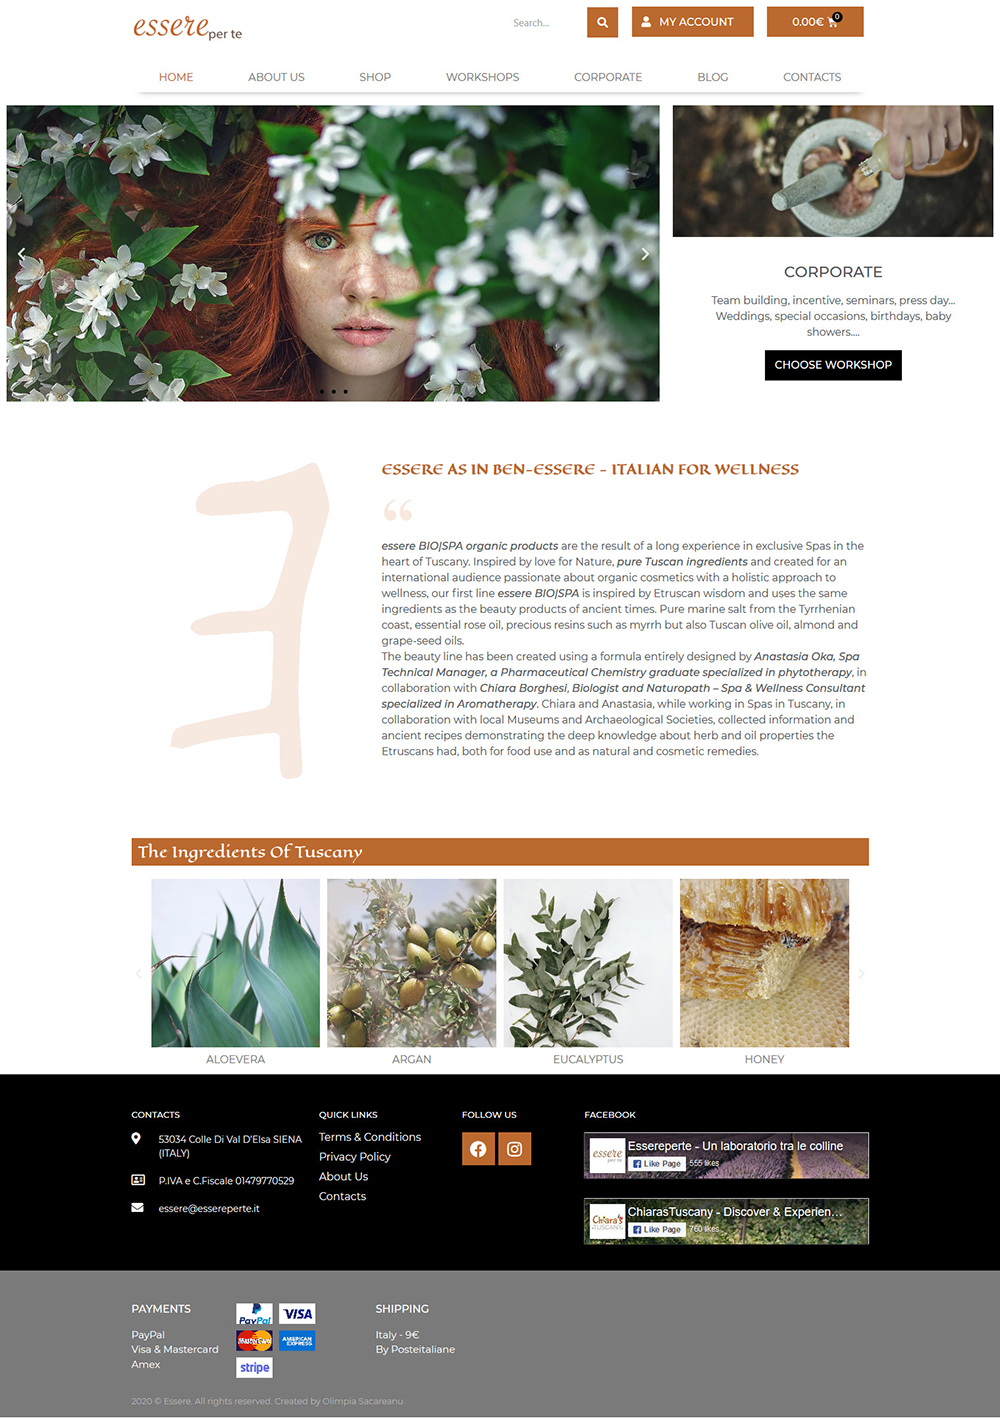 essere per te
Search...
MY ACCOUNT
0.00€ 0
HOME ABOUT US SHOP WORKSHOPS CORPORATE BLOG CONTACTS
CORPORATE
Team building, incentive, seminars, press day...
Weddings, special occasions, birthdays, baby
showers....
CHOOSE WORKSHOP
ESSERE AS IN BEN-ESSERE - ITALIAN FOR WELLNESS
“
essere BIO|SPA organic products are the result of a long experience in exclusive Spas in the
heart of Tuscany. Inspired by love for Nature, pure Tuscan ingredients and created for an
international audience passionate about organic cosmetics with a holistic approach to
wellness, our first line essere BIO|SPA is inspired by Etruscan wisdom and uses the same
ingredients as the beauty products of ancient times. Pure marine salt from the Tyrrhenian
coast, essential rose oil, precious resins such as myrrh but also Tuscan olive oil, almond and
grape-seed oils.
The beauty line has been created using a formula entirely designed by Anastasia Oka, Spa
Technical Manager, a Pharmaceutical Chemistry graduate specialized in phytotherapy, in
collaboration with Chiara Borghesi, Biologist and Naturopath – Spa & Wellness Consultant
specialized in Aromatherapy. Chiara and Anastasia, while working in Spas in Tuscany, in
collaboration with local Museums and Archaeological Societies, collected information and
ancient recipes demonstrating the deep knowledge about herb and oil properties the
Etruscans had, both for food use and as natural and cosmetic remedies.
The Ingredients Of Tuscany
ALOEVERA ARGAN EUCALYPTUS HONEY
CONTACTS
53034 Colle Di Val D'Elsa SIENA
(ITALY)
P.IVA e C.Fiscale 01479770529
essere@essereperte.it
QUICK LINKS
Terms & Conditions
Privacy Policy
About Us
Contacts
FOLLOW US
FACEBOOK
essere per te
Essereperte - Un laboratorio tra le colline
Like Page 555 likes
Chiara's TUSCANY
ChiarasTuscany - Discover & Experien...
Like Page 760 likes
PAYMENTS
PayPal
Visa & Mastercard
Amex
PayPal VISA
MasterCard AMERICAN EXPRESS
stripe
SHIPPING
Italy - 9€
By Posteitaliane
2020 © Essere. All rights reserved. Created by Olimpia Sacareanu